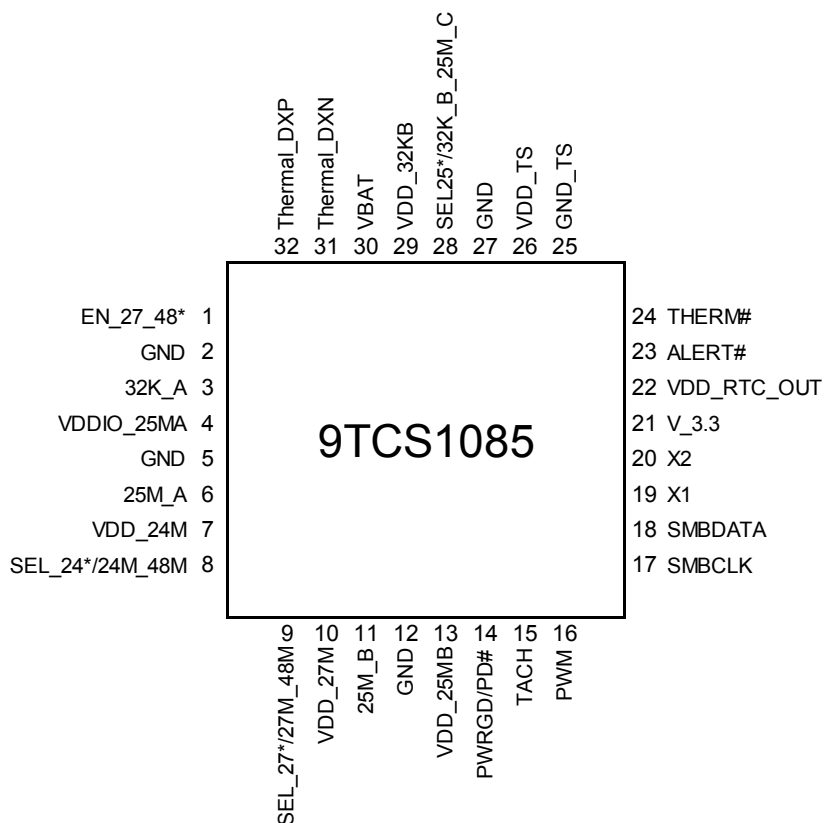 32 Thermal_DXP
31 Thermal_DXN
30 VBAT
29 VDD_32KB
28 SEL25*/32K_B_25M_C
27 GND
26 VDD_TS
25 GND_TS
EN_27_48* 1
GND 2
32K_A 3
VDDIO_25MA 4
GND 5
25M_A 6
VDD_24M 7
SEL_24*/24M_48M 8
9TCS1085
24 THERM#
23 ALERT#
22 VDD_RTC_OUT
21 V_3.3
20 X2
19 X1
18 SMBDATA
17 SMBCLK
SEL_27*/27M_48M 9
VDD_27M 10
25M_B 11
GND 12
VDD_25MB 13
PWRGD/PD# 14
TACH 15
PWM 16